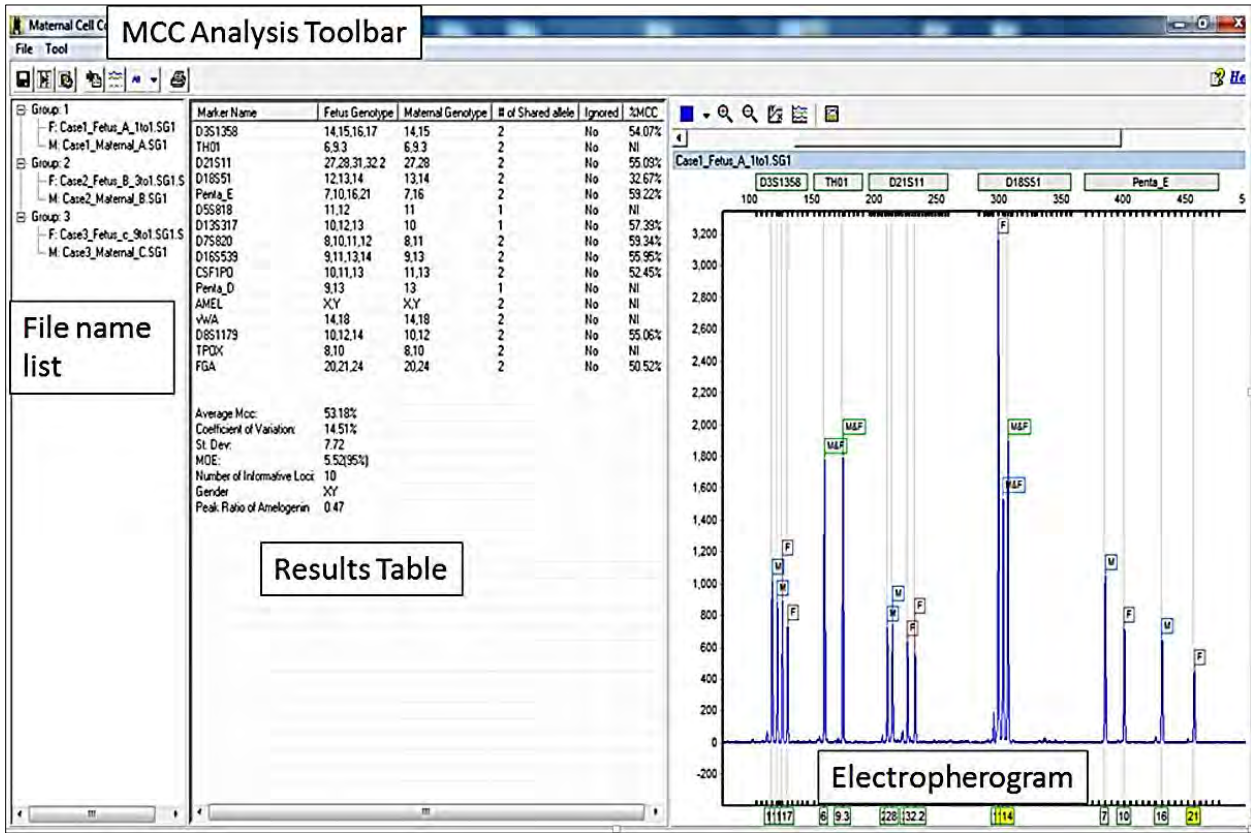 Maternal Cell Co
MCC Analysis Toolbar
File Tool
He
Group: 1
F: Case1_Fetus_A_1to1.SG1
M: Case1_Maternal_A.SG1
Group: 2
F: Case2_Fetus_B_3to1.SG1.S
M: Case2_Maternal_B.SG1
Group: 3
F: Case3_Fetus_c_9to1.SG1.S
M: Case3_Maternal_C.SG1
File name
list
Marker Name Fetus Genotype Maternal Genotype # of Shared allele Ignored %MCC
D3S1358 14,15,16,17 14,15 2 No 54.07%
TH01 6,9.3 6,9.3 2 No NI
D21S11 27,28,31,32.2 27,28 2 No 55.09%
D18S51 12,13,14 13,14 2 No 32.67%
Penta_E 7,10,16,21 7,16 2 No 59.22%
D5S818 11,12 11 1 No NI
D13S317 10,12,13 10 1 No 57.39%
D7S820 8,10,11,12 8,11 2 No 59.34%
D16S539 9,11,13,14 9,13 2 No 55.95%
CSF1PO 10,11,13 11,13 2 No 52.45%
Penta_D 9,13 13 1 No NI
AMEL X,Y X,Y 2 No NI
vWA 14,18 14,18 2 No NI
D8S1179 10,12,14 10,12 2 No 55.06%
TPOX 8,10 8,10 2 No NI
FGA 20,21,24 20,24 2 No 50.52%
Average Mcc: 53.18%
Coefficient of Variation: 14.51%
St. Dev: 7.72
MOE: 5.52(95%)
Number of Informative Loci: 10
Gender XY
Peak Ratio of Amelogenin 0.47
Results Table
Case1_Fetus_A_1to1.SG1
D3S1358 TH01 D21S11 D18S51 Penta_E
100 150 200 250 300 350 400 450 5
3,200
3,000
2,800
2,600
2,400
2,200
2,000
1,800
1,600
1,400
1,200
1,000
800
600
400
200
0
-200
F
M&F M&F
M&F
M&F
F
M
M
F
M
M
F
F
M
F
M
F
Electropherogram
6 9.3 228 32.2 14 7 10 16 21